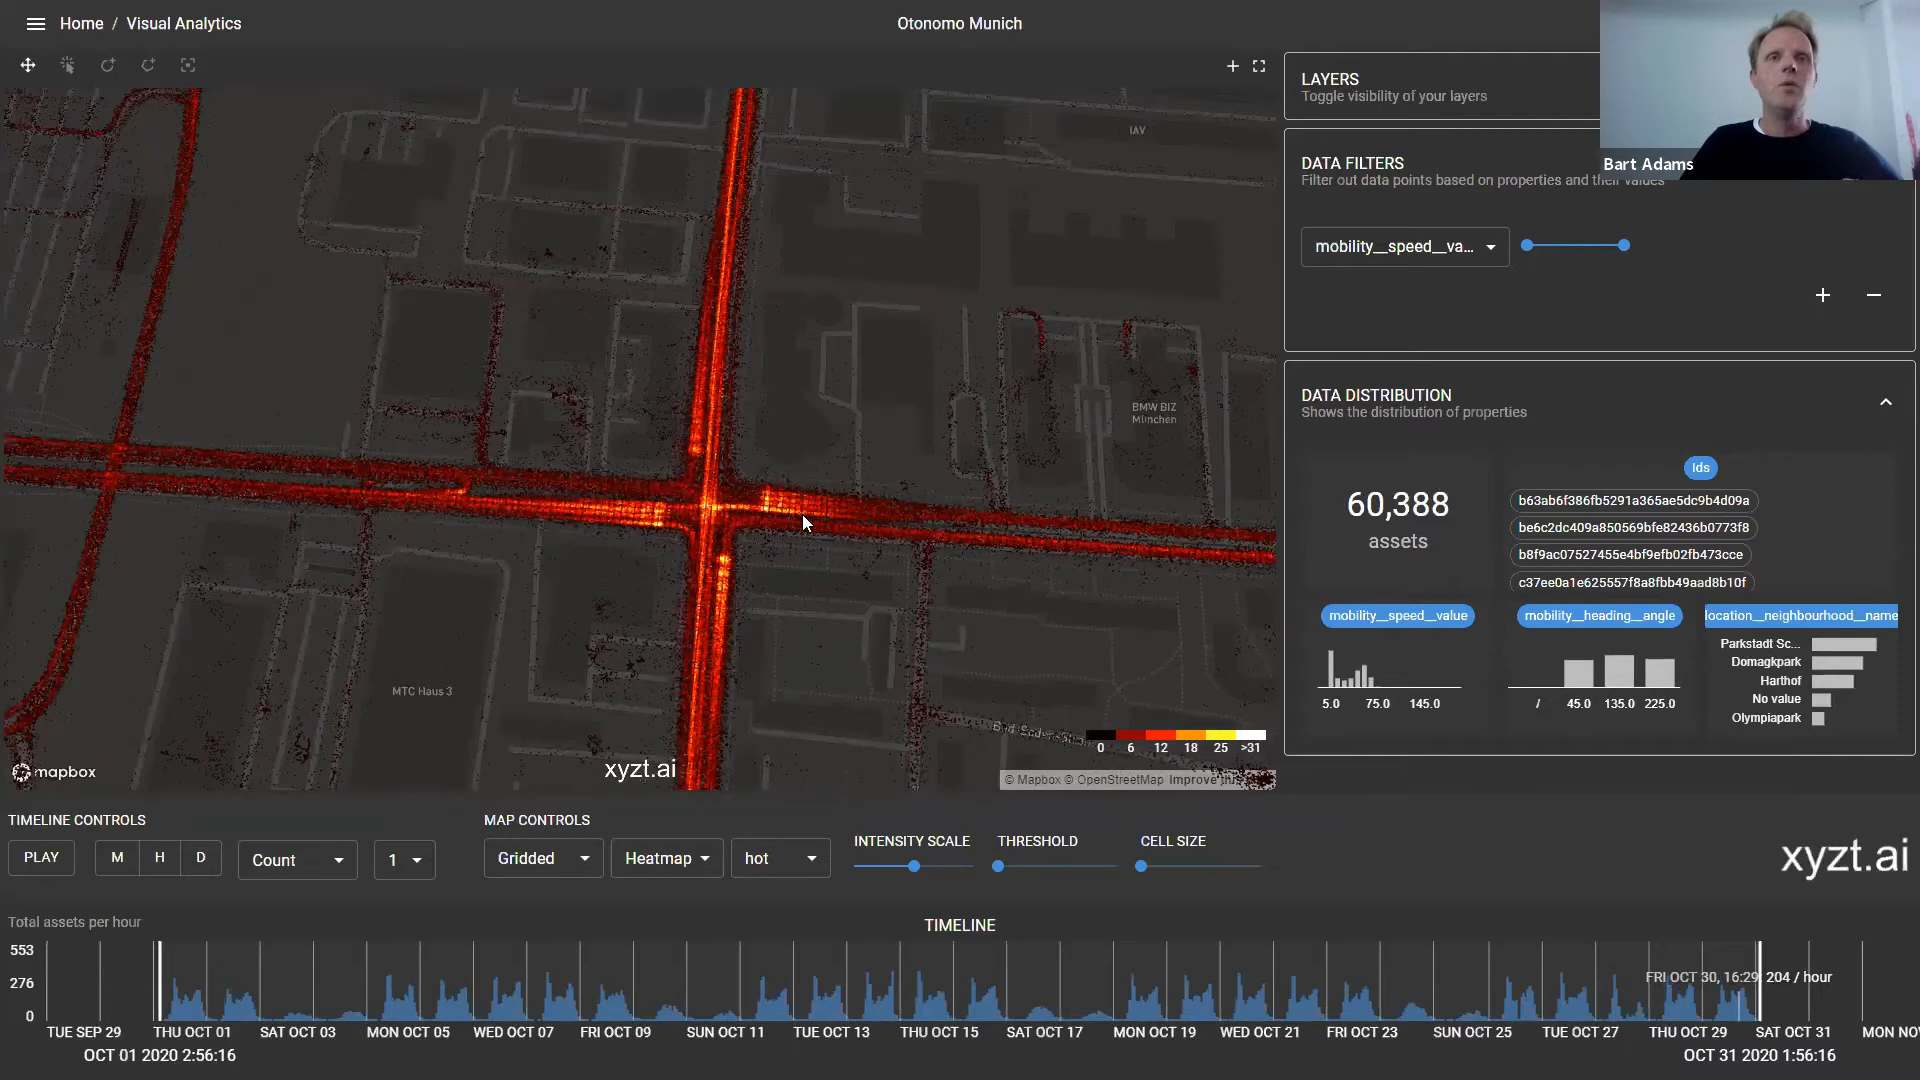 Home / Visual Analytics
Otonomo Munich
LAYERS
Toggle visibility of your layers
Bart Adams
DATA FILTERS
Filter out data points based on properties and their values
mobility__speed__va...
DATA DISTRIBUTION
Shows the distribution of properties
60,388
assets
Ids
b63ab6f386fb5291a365ae5dc9b4d09a
be6c2dc409a850569bfe82436b0773f8
b8f9ac07527455e4bf9efb02fb473cce
c37ee0a1e625557f8a8fbb49aad8b10f
mobility__speed__value
5.0 75.0 145.0
mobility__heading__angle
/ 45.0 135.0 225.0
location__neighbourhood__name
Parkstadt Sc...
Domagkpark
Harthof
No value
Olympiapark
IAV
BMW BIZ
München
MTC Haus 3
0 6 12 18 25 >31
mapbox
xyzt.ai
© Mapbox © OpenStreetMap Improve
TIMELINE CONTROLS
PLAY
M H D
Count
1
MAP CONTROLS
Gridded
Heatmap
hot
INTENSITY SCALE
THRESHOLD
CELL SIZE
xyzt.ai
Total assets per hour
TIMELINE
553
276
0
FRI OCT 30, 16:29, 204 / hour
TUE SEP 29 THU OCT 01 SAT OCT 03 MON OCT 05 WED OCT 07 FRI OCT 09 SUN OCT 11 TUE OCT 13 THU OCT 15 SAT OCT 17 MON OCT 19 WED OCT 21 FRI OCT 23 SUN OCT 25 TUE OCT 27 THU OCT 29 SAT OCT 31 MON NO
OCT 01 2020 2:56:16
OCT 31 2020 1:56:16